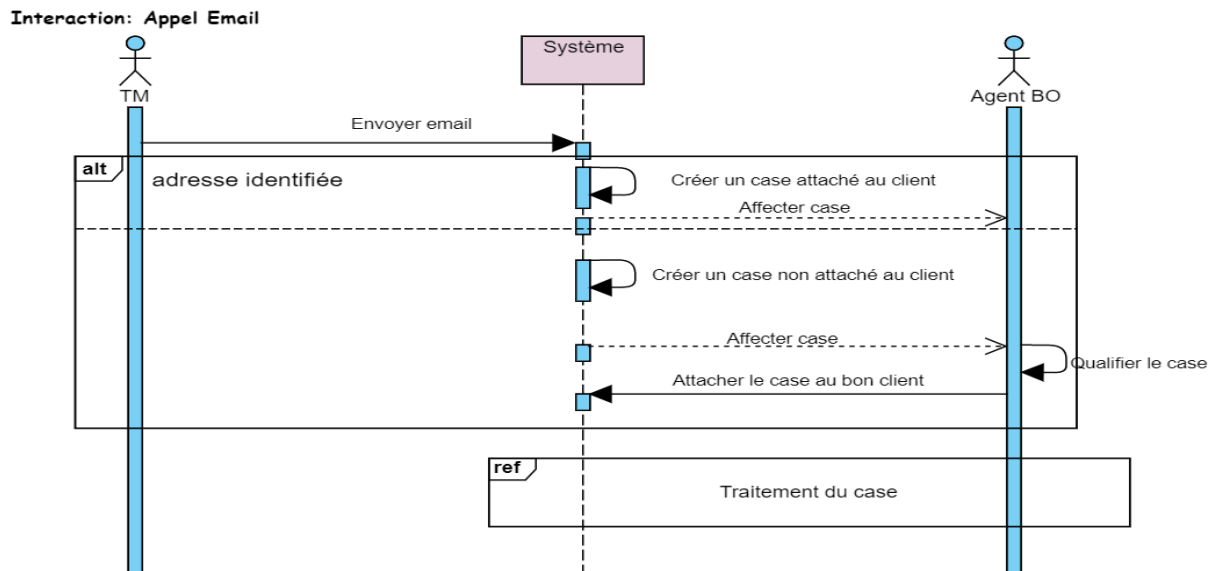 Interaction: Appel Email
Système
TM
Agent BO
Envoyer email
alt
adresse identifiée
Créer un case attaché au client
Affecter case
Créer un case non attaché au client
Affecter case
Qualifier le case
Attacher le case au bon client
ref
Traitement du case